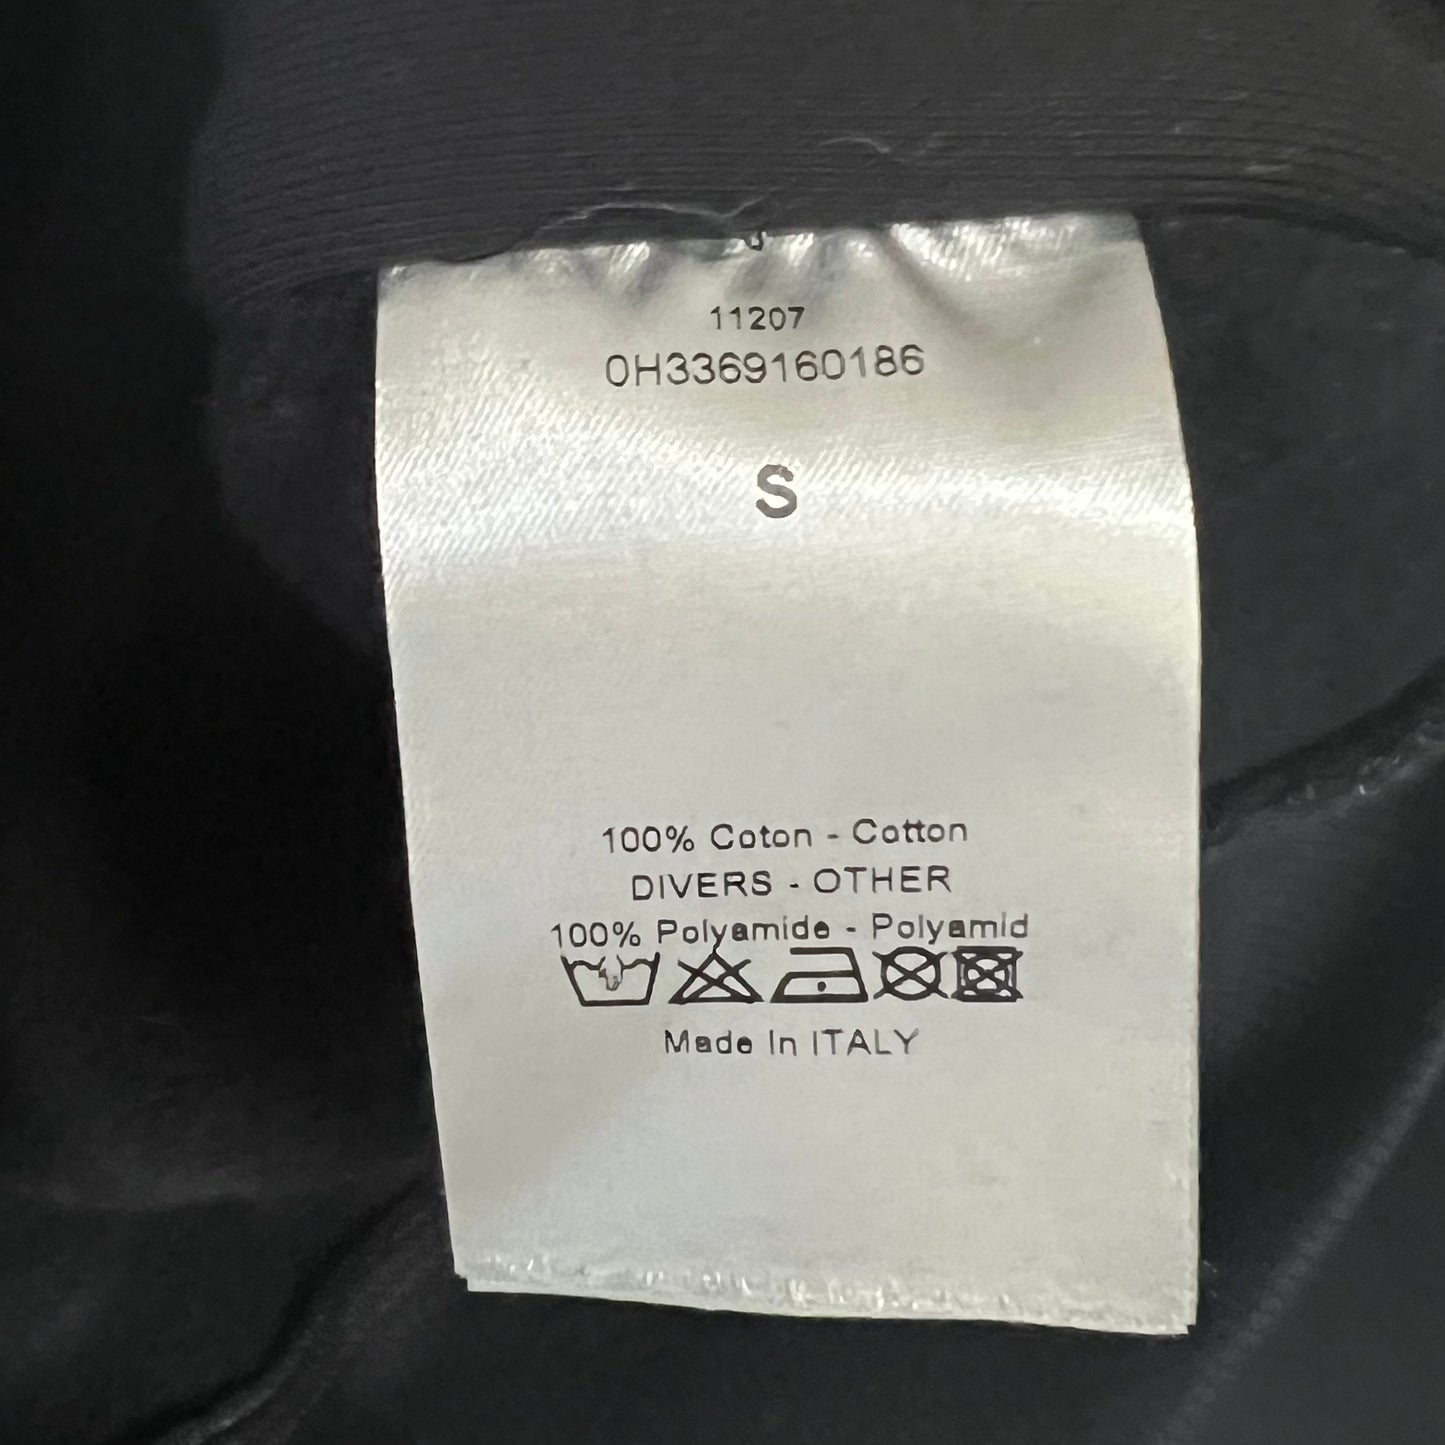 11207
0H3369160186
S
100% Coton - Cotton
DIVERS - OTHER
100% Polyamide - Polyamid
Made In ITALY